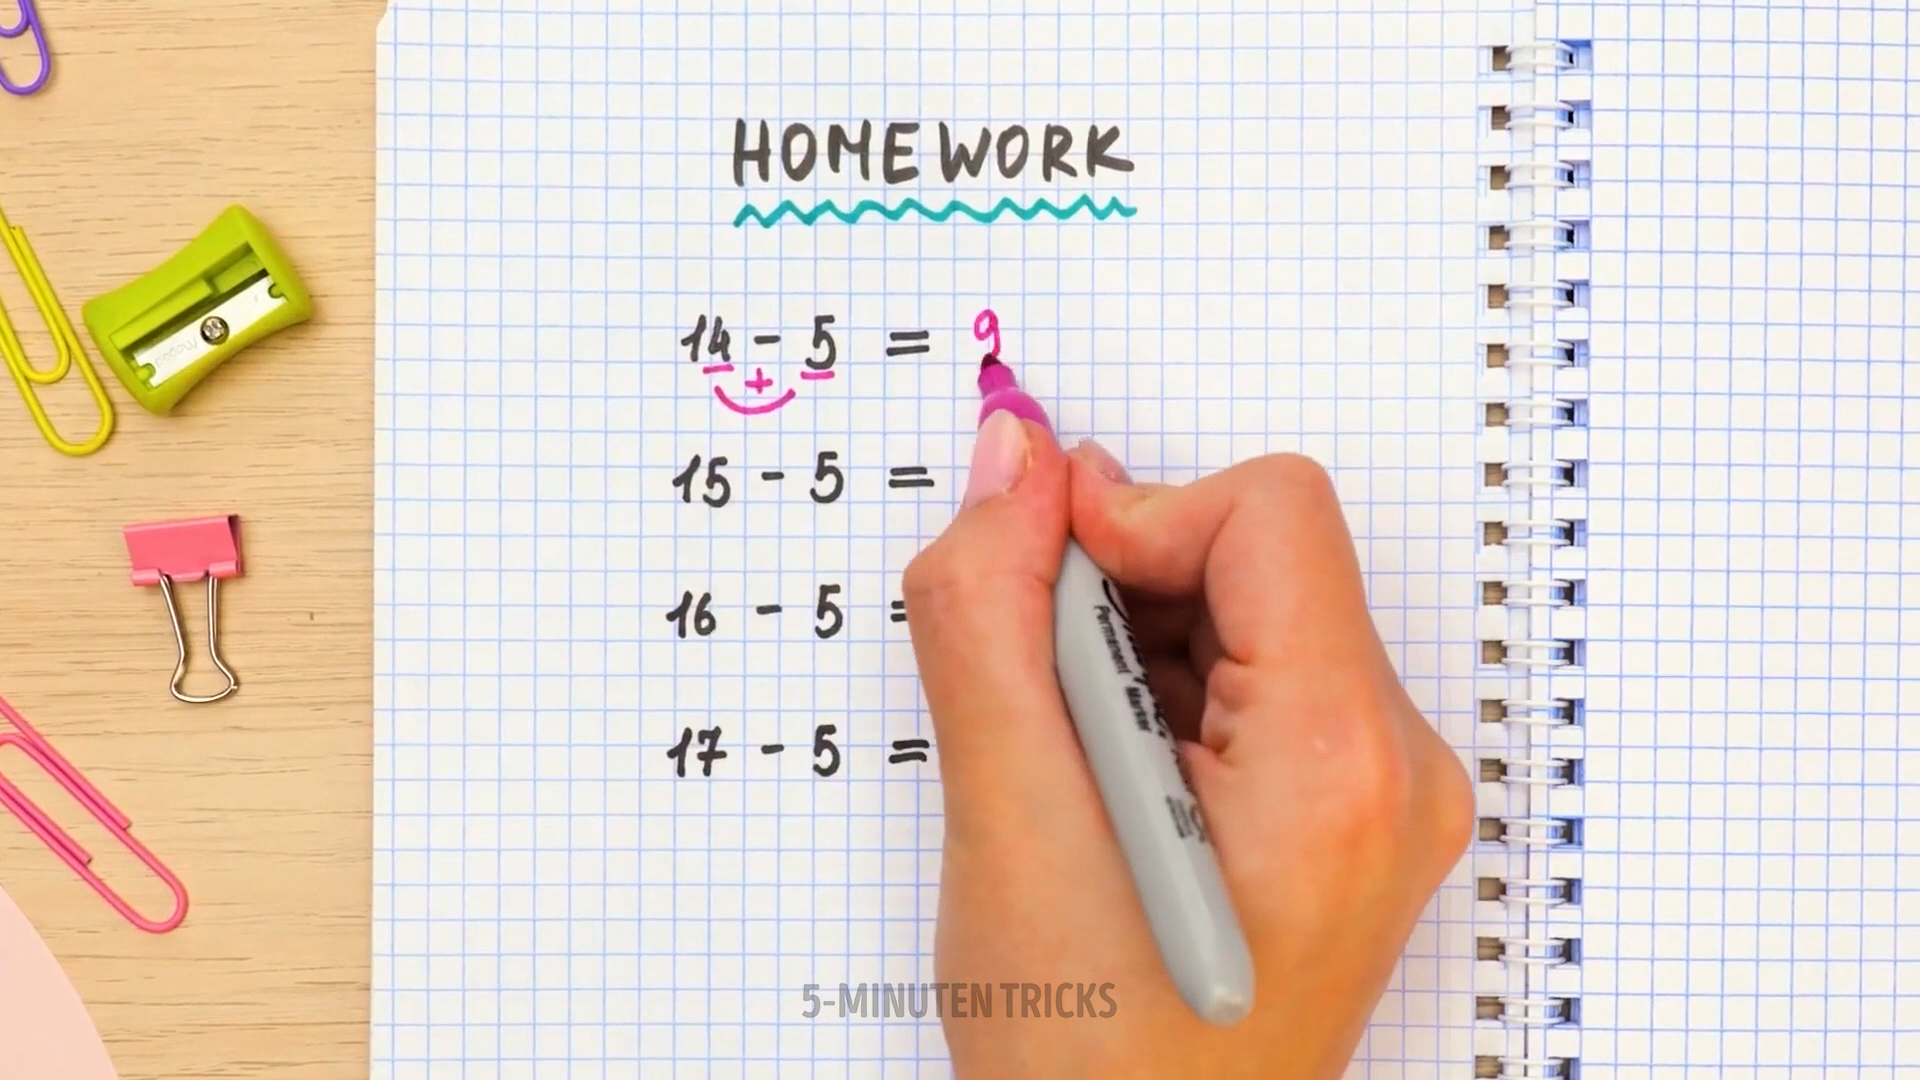 HOMEWORK
14 - 5 = 9
+
15 - 5 =
16 - 5 =
17 - 5 =
Permanent Marker
5-MINUTEN TRICKS